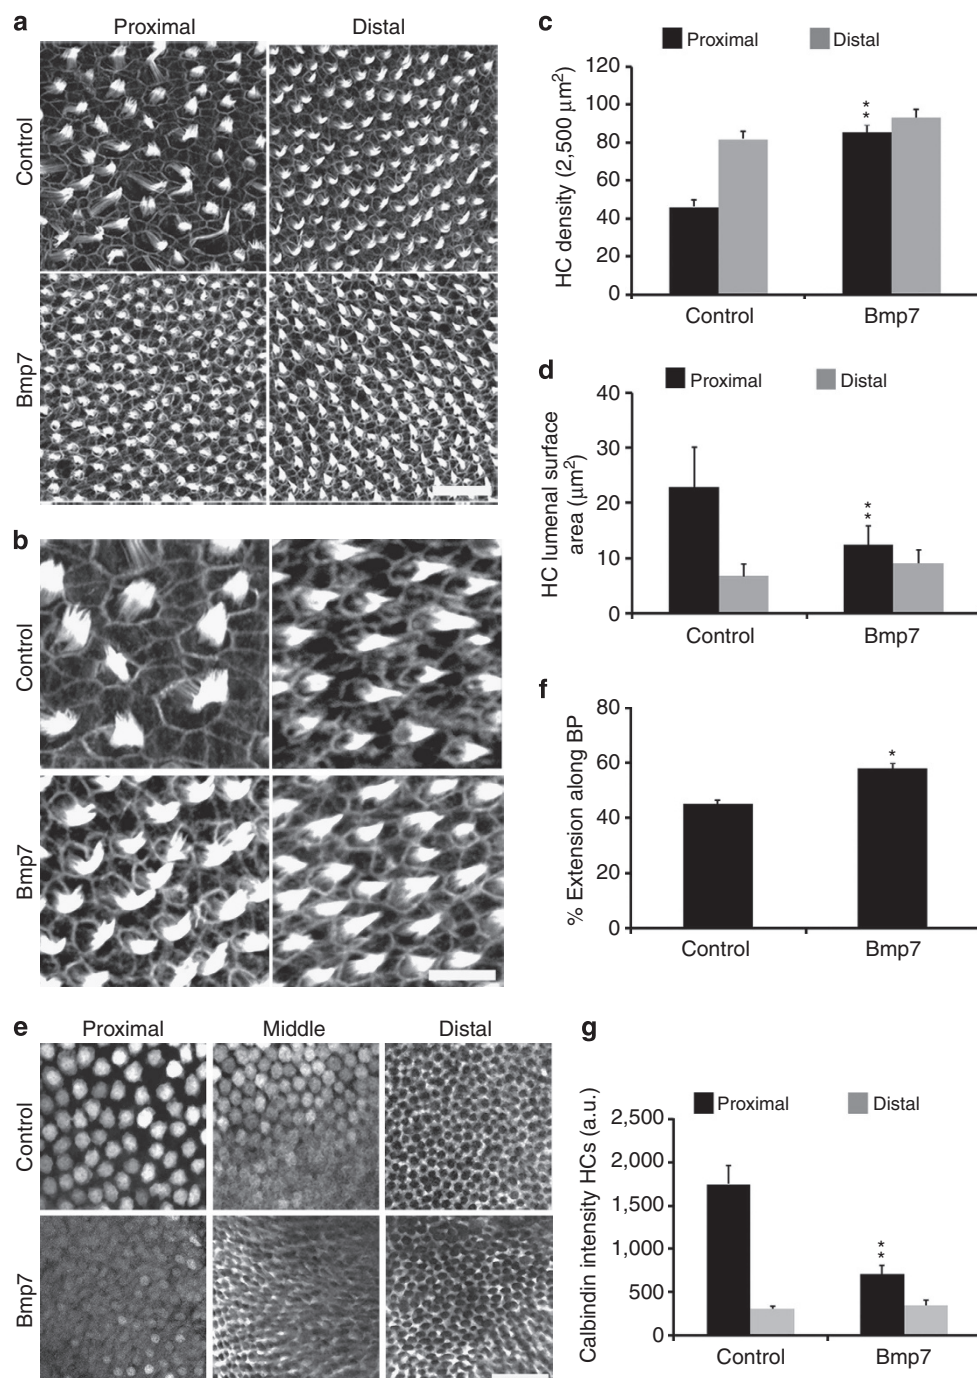 a
Proximal
Distal
Control
Bmp7
b
Control
Bmp7
c
Proximal
Distal
HC density (2,500 µm²)
120
100
80
60
40
20
0
**
Control
Bmp7
d
Proximal
Distal
HC lumenal surface
area (µm²)
40
30
20
10
0
**
Control
Bmp7
f
% Extension along BP
80
60
40
20
0
*
Control
Bmp7
e
Proximal
Middle
Distal
Control
Bmp7
g
Proximal
Distal
Calbindin intensity HCs (a.u.)
2,500
2,000
1,500
1,000
500
0
**
Control
Bmp7